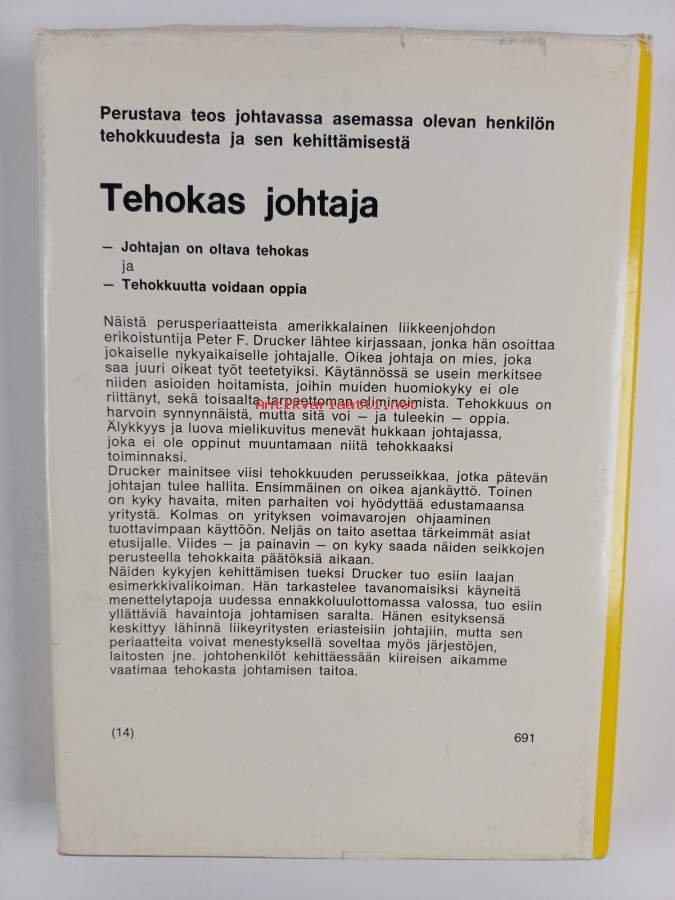 Perustava teos johtavassa asemassa olevan henkilön
tehokkuudesta ja sen kehittämisestä
Tehokas johtaja
– Johtajan on oltava tehokas
ja
– Tehokkuutta voidaan oppia
Näistä perusperiaatteista amerikkalainen liikkeenjohdon
erikoistuntija Peter F. Drucker lähtee kirjassaan, jonka hän osoittaa
jokaiselle nykyaikaiselle johtajalle. Oikea johtaja on mies, joka
saa juuri oikeat työt teetetyiksi. Käytännössä se usein merkitsee
niiden asioiden hoitamista, joihin muiden huomiokyky ei ole
riittänyt, sekä toisaalta tarpeettoman eliminoimista. Tehokkuus on
Antikvariaatti.net
harvoin synnynnäistä, mutta sitä voi – ja tuleekin – oppia.
Älykkyys ja luova mielikuvitus menevät hukkaan johtajassa,
joka ei ole oppinut muuntamaan niitä tehokkaaksi
toiminnaksi.
Drucker mainitsee viisi tehokkuuden perusseikkaa, jotka pätevän
johtajan tulee hallita. Ensimmäinen on oikea ajankäyttö. Toinen
on kyky havaita, miten parhaiten voi hyödyttää edustamaansa
yritystä. Kolmas on yrityksen voimavarojen ohjaaminen
tuottavimpaan käyttöön. Neljäs on taito asettaa tärkeimmät asiat
etusijalle. Viides – ja painavin – on kyky saada näiden seikkojen
perusteella tehokkaita päätöksiä aikaan.
Näiden kykyjen kehittämisen tueksi Drucker tuo esiin laajan
esimerkkivalikoiman. Hän tarkastelee tavanomaisiksi käyneitä
menettelytapoja uudessa ennakkoluulottomassa valossa, tuo esiin
yllättäviä havaintoja johtamisen saralta. Hänen esityksensä
keskittyy lähinnä liikeyritysten eriasteisiin johtajiin, mutta sen
periaatteita voivat menestyksellä soveltaa myös järjestöjen,
laitosten jne. johtohenkilöt kehittäessään kiireisen aikamme
vaatimaa tehokasta johtamisen taitoa.
(14)
691